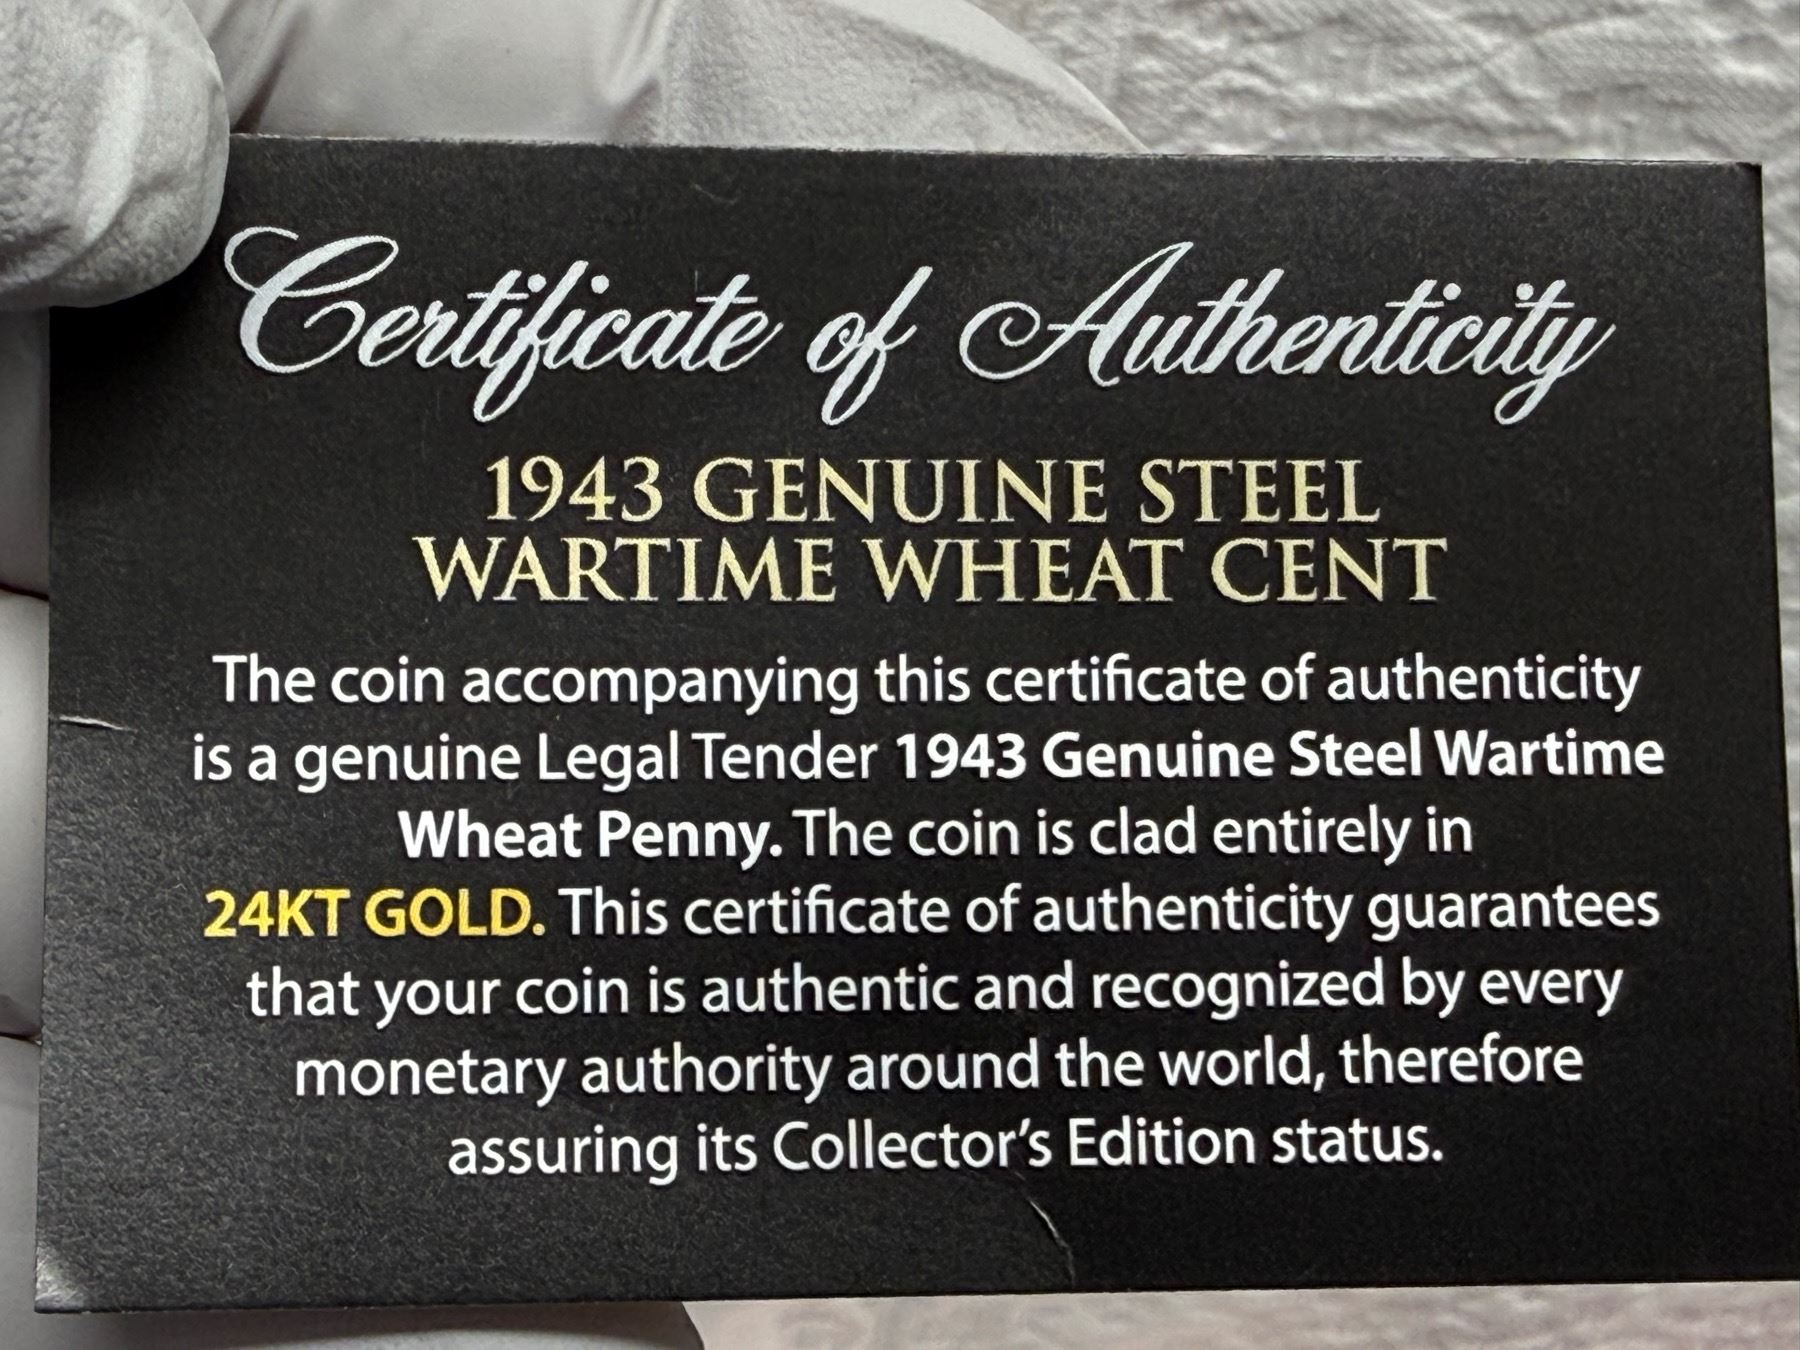 Certificate of Authenticity
1943 GENUINE STEEL
WARTIME WHEAT CENT
The coin accompanying this certificate of authenticity
is a genuine Legal Tender 1943 Genuine Steel Wartime
Wheat Penny. The coin is clad entirely in
24KT GOLD. This certificate of authenticity guarantees
that your coin is authentic and recognized by every
monetary authority around the world, therefore
assuring its Collector's Edition status.